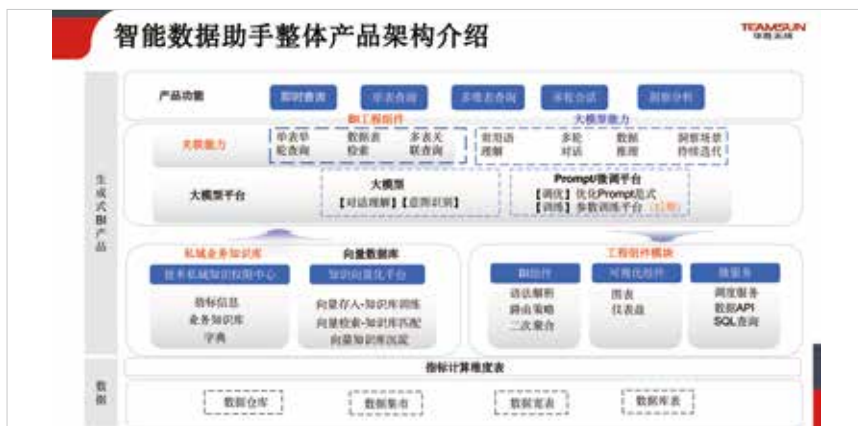 智能数据助手整体产品架构介绍
TEAMSUN
华胜天成
产品功能
即时查询
单表查询
多维表查询
多轮会话
洞察分析
BI工程组件
大模型能力
关联能力
单表单
轮查询
数据表
检索
多表关
联查询
常用语
理解
多轮
对话
数据
推理
洞察场景
持续迭代
大模型平台
大模型
【对话理解】【意图识别】
Prompt/微调平台
【调优】优化Prompt范式
【训练】参数训练平台
生成式BI产品
私域业务知识库
向量数据库
工程组件模块
技术私域知识权限中心
知识向量化平台
BI组件
可视化组件
微服务
指标信息
业务知识库
字典
向量存入-知识库训练
向量检索-知识库匹配
向量知识库沉淀
语法解析
路由策略
二次聚合
图表
仪表盘
调度服务
数据API
SQL查询
指标计算维度表
数据
数据仓库
数据集市
数据宽表
数据库表